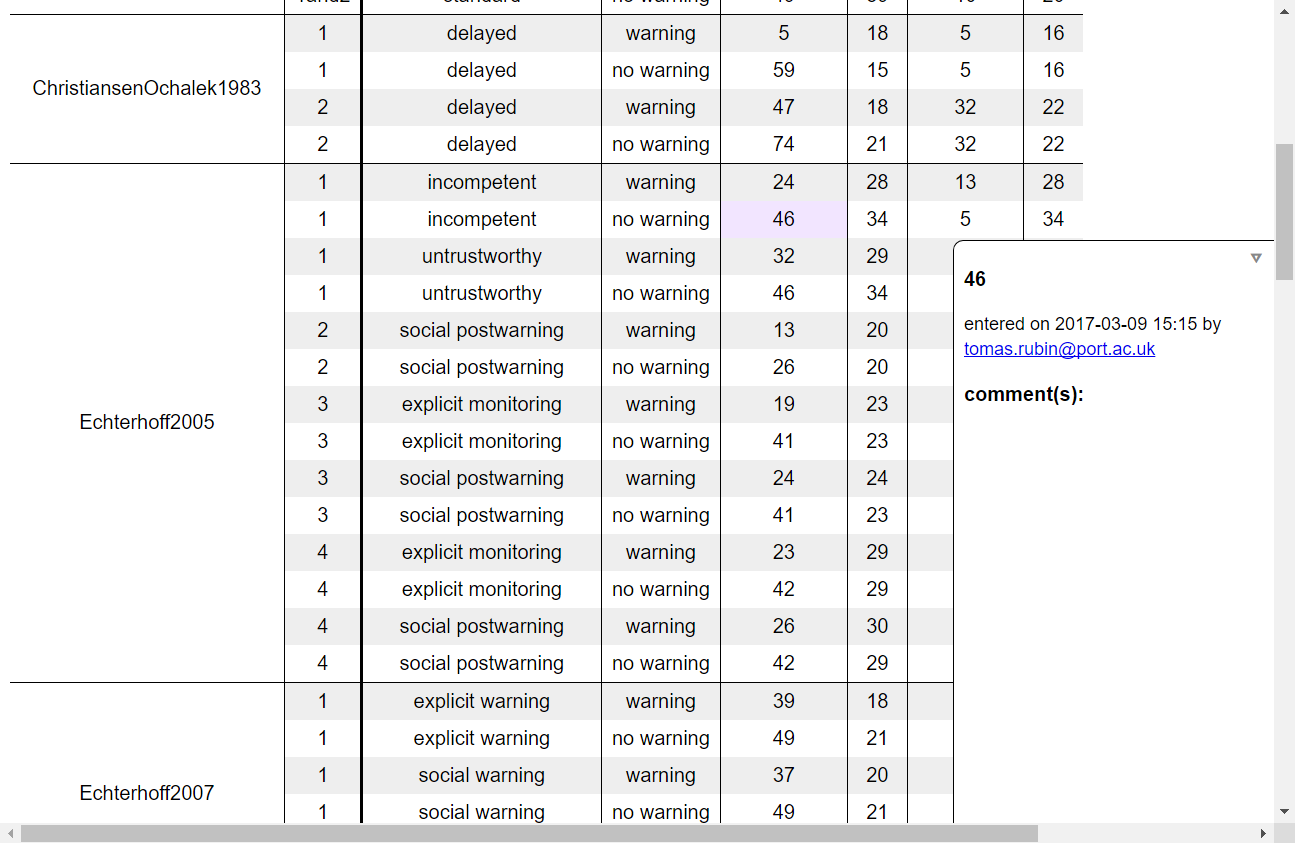 rand2 standard no warning
ChristiansenOchalek1983
1 delayed warning 5 18 5 16
1 delayed no warning 59 15 5 16
2 delayed warning 47 18 32 22
2 delayed no warning 74 21 32 22
Echterhoff2005
1 incompetent warning 24 28 13 28
1 incompetent no warning 46 34 5 34
1 untrustworthy warning 32 29
1 untrustworthy no warning 46 34
2 social postwarning warning 13 20
2 social postwarning no warning 26 20
3 explicit monitoring warning 19 23
3 explicit monitoring no warning 41 23
3 social postwarning warning 24 24
3 social postwarning no warning 41 23
4 explicit monitoring warning 23 29
4 explicit monitoring no warning 42 29
4 social postwarning warning 26 30
4 social postwarning no warning 42 29
Echterhoff2007
1 explicit warning warning 39 18
1 explicit warning no warning 49 21
1 social warning warning 37 20
1 social warning no warning 49 21
46
entered on 2017-03-09 15:15 by
tomas.rubin@port.ac.uk
comment(s):